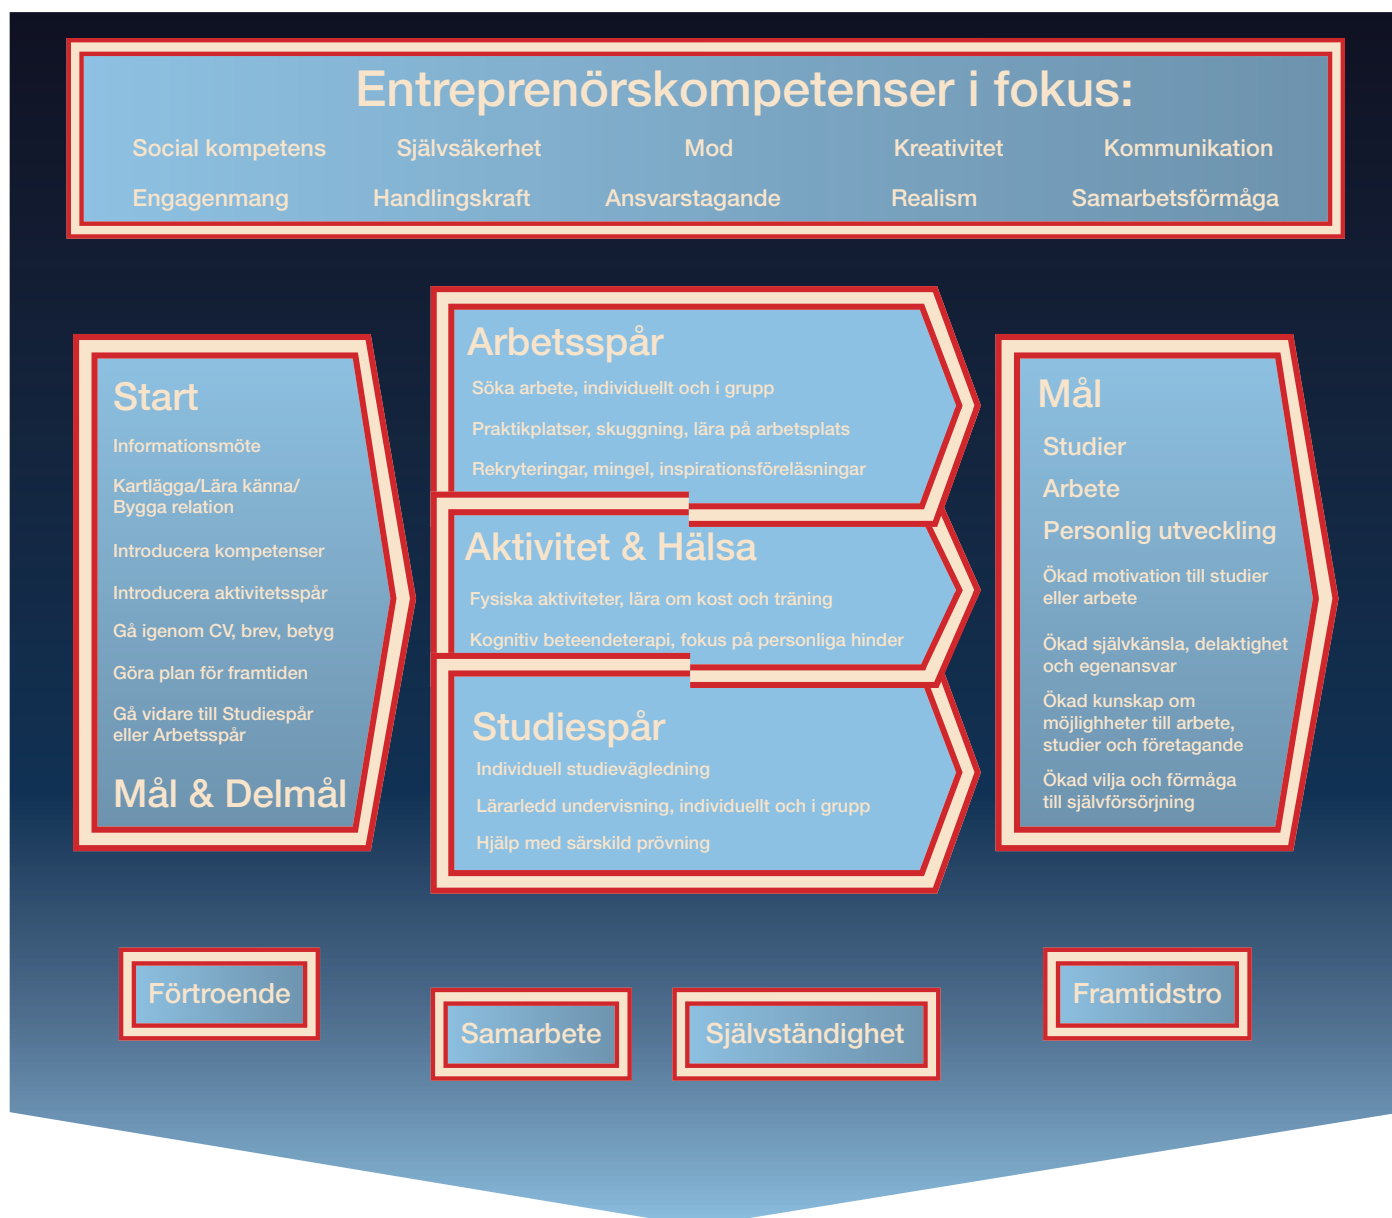 Entreprenörskompetenser i fokus:
Social kompetens Självsäkerhet Mod Kreativitet Kommunikation
Engagenmang Handlingskraft Ansvarstagande Realism Samarbetsförmåga
Start
Informationsmöte
Kartlägga/Lära känna/
Bygga relation
Introducera kompetenser
Introducera aktivitetsspår
Gå igenom CV, brev, betyg
Göra plan för framtiden
Gå vidare till Studiespår
eller Arbetsspår
Mål & Delmål
Arbetsspår
Söka arbete, individuellt och i grupp
Praktikplatser, skuggning, lära på arbetsplats
Rekryteringar, mingel, inspirationsföreläsningar
Aktivitet & Hälsa
Fysiska aktiviteter, lära om kost och träning
Kognitiv beteendeterapi, fokus på personliga hinder
Studiespår
Individuell studievägledning
Lärarledd undervisning, individuellt och i grupp
Hjälp med särskild prövning
Mål
Studier
Arbete
Personlig utveckling
Ökad motivation till studier
eller arbete
Ökad självkänsla, delaktighet
och egenansvar
Ökad kunskap om
möjlighheter till arbete,
studier och företagande
Ökad vilja och förmåga
till självförsörjning
Förtroende
Samarbete
Självständighet
Framtidstro